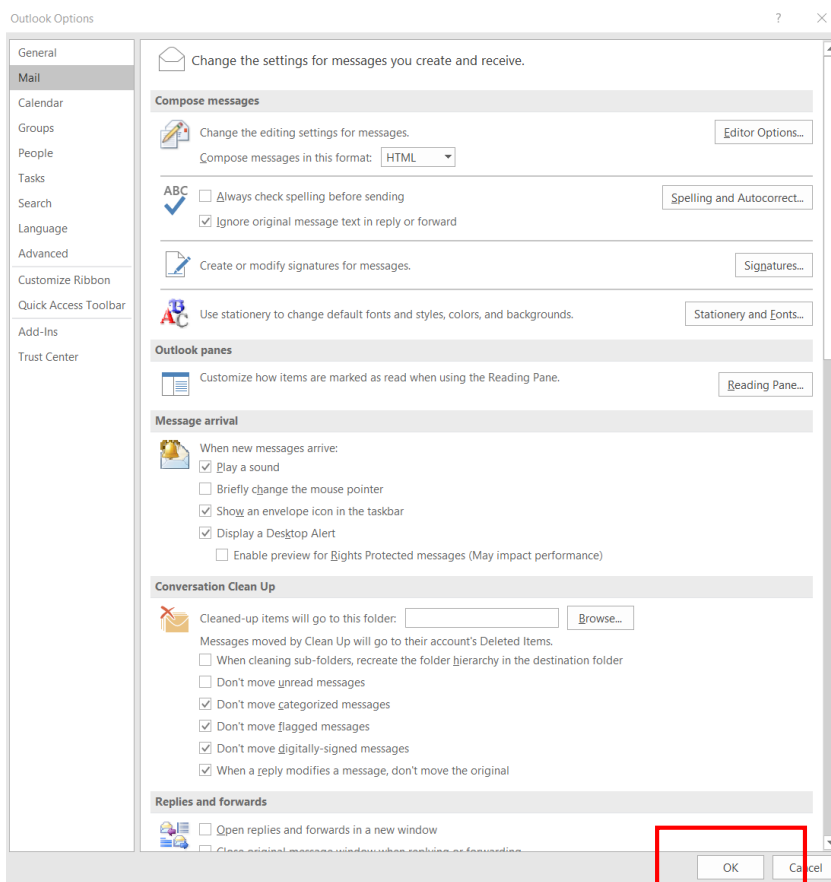 Outlook Options
General
Mail
Calendar
Groups
People
Tasks
Search
Language
Advanced
Customize Ribbon
Quick Access Toolbar
Add-Ins
Trust Center
Change the settings for messages you create and receive.
Compose messages
Change the editing settings for messages.
Editor Options...
Compose messages in this format: HTML
ABC
Always check spelling before sending
Spelling and Autocorrect...
Ignore original message text in reply or forward
Create or modify signatures for messages.
Signatures...
Use stationery to change default fonts and styles, colors, and backgrounds.
Stationery and Fonts...
Outlook panes
Customize how items are marked as read when using the Reading Pane.
Reading Pane...
Message arrival
When new messages arrive:
Play a sound
Briefly change the mouse pointer
Show an envelope icon in the taskbar
Display a Desktop Alert
Enable preview for Rights Protected messages (May impact performance)
Conversation Clean Up
Cleaned-up items will go to this folder:
Browse...
Messages moved by Clean Up will go to their account's Deleted Items.
When cleaning sub-folders, recreate the folder hierarchy in the destination folder
Don't move unread messages
Don't move categorized messages
Don't move flagged messages
Don't move digitally-signed messages
When a reply modifies a message, don't move the original
Replies and forwards
Open replies and forwards in a new window
Close original message window when replying or forwarding
OK
Cancel